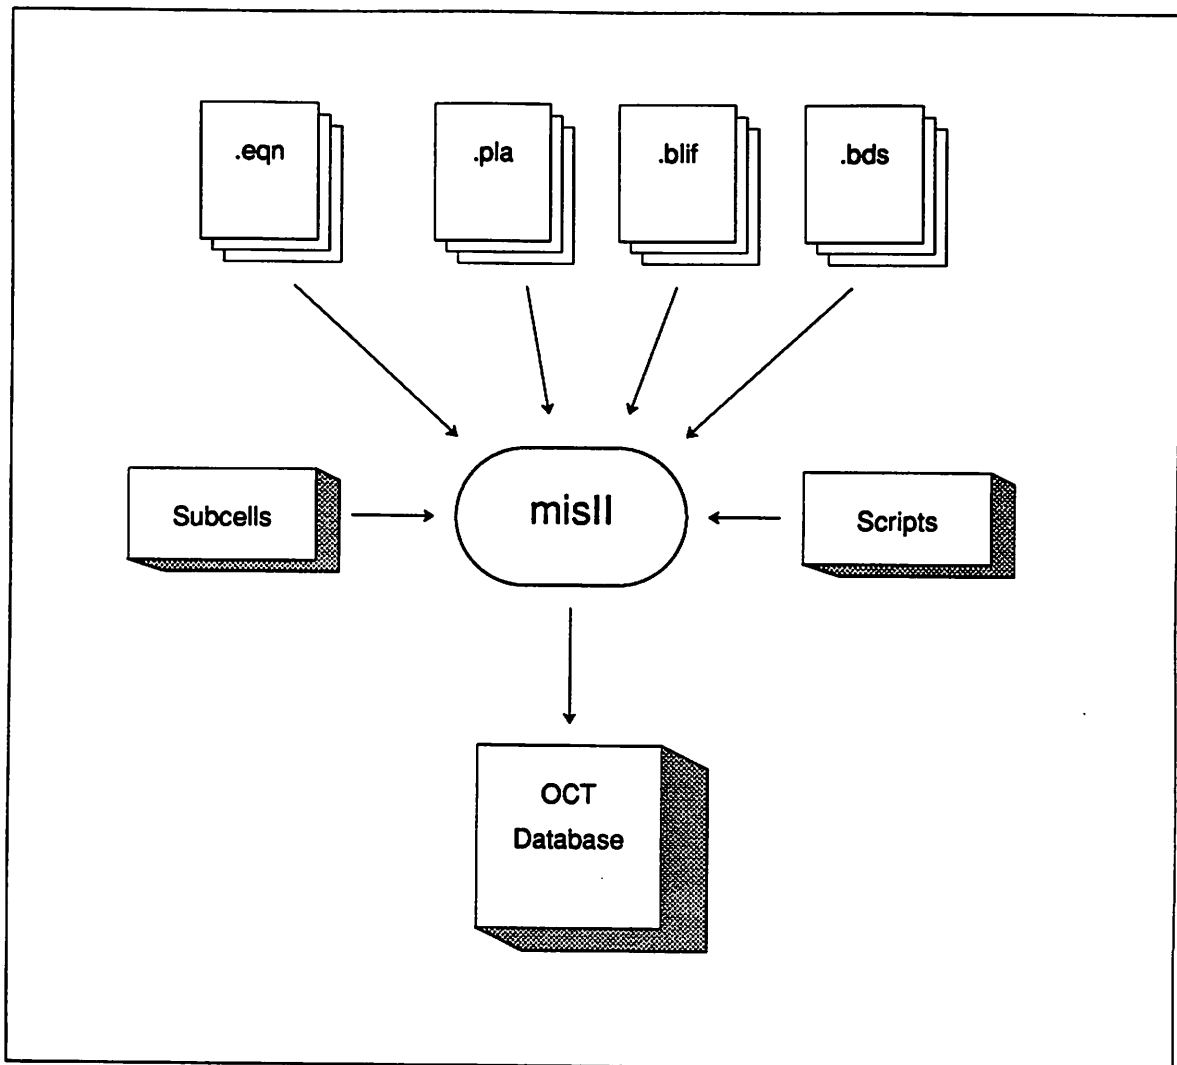 .eqn
.pla
.blif
.bds
Subcells
misII
Scripts
OCT
Database